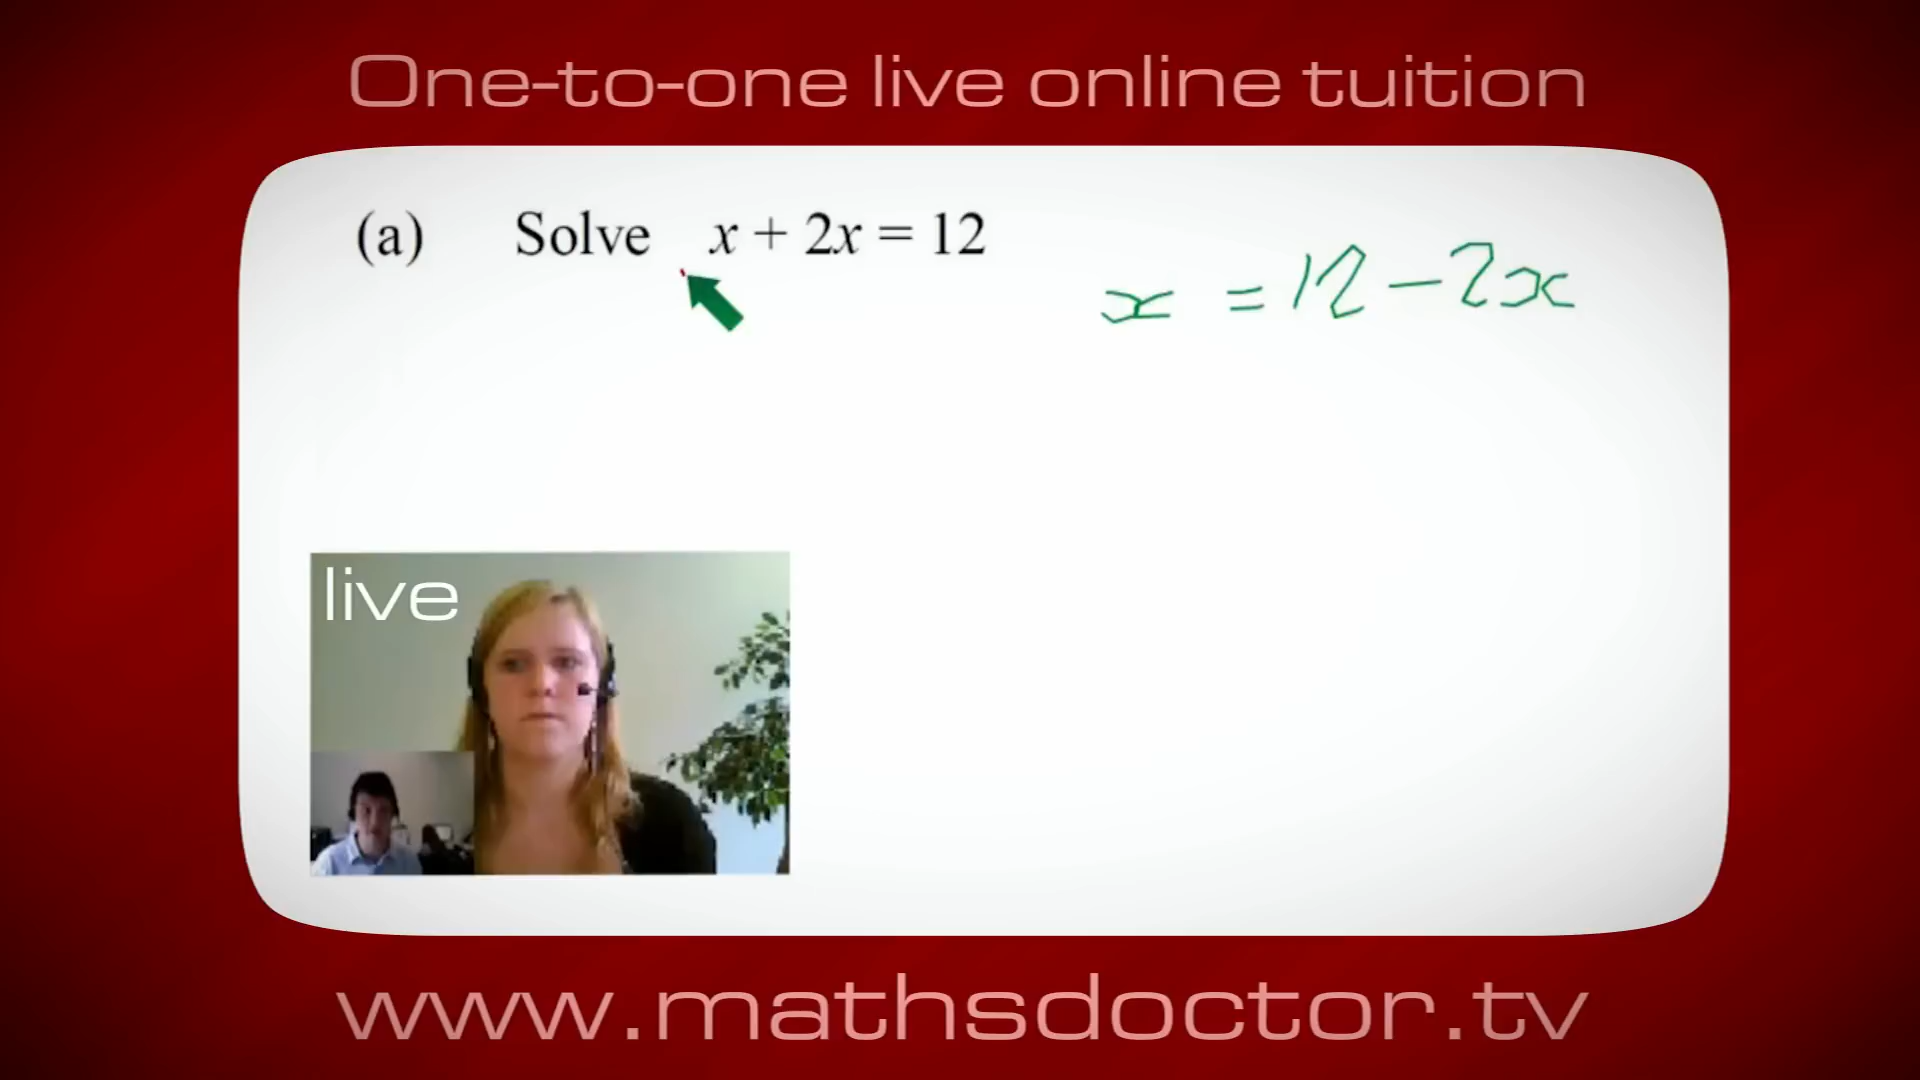 One-to-one live online tuition
(a) Solve x + 2x = 12
x = 12 - 2x
live
www.mathsdoctor.tv